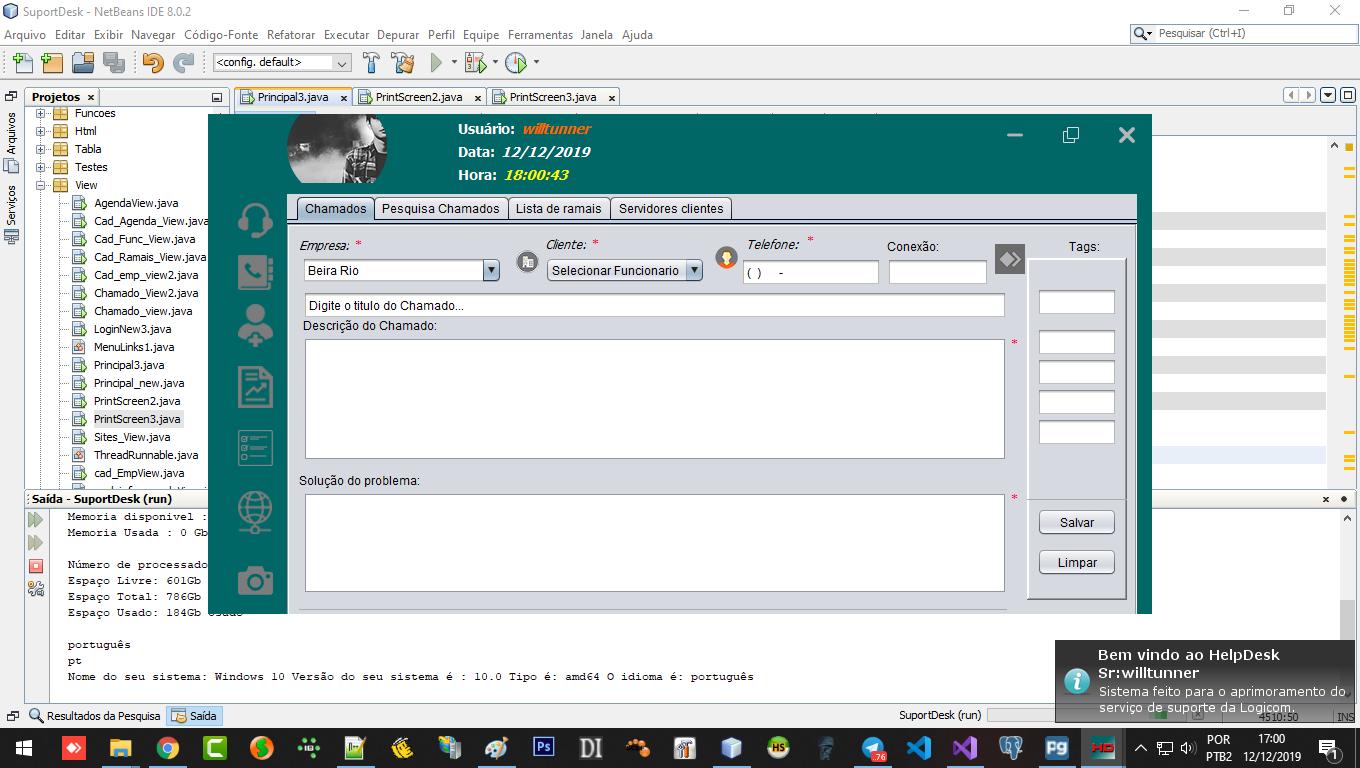 SuportDesk - NetBeans IDE 8.0.2
Arquivo Editar Exibir Navegar Código-Fonte Refatorar Executar Depurar Perfil Equipe Ferramentas Janela Ajuda
Pesquisar (Ctrl+I)
<config. default>
Projetos
Principal3.java
PrintScreen2.java
PrintScreen3.java
Arquivos
Serviços
Funcoes
Html
Tabla
Testes
View
AgendaView.java
Cad_Agenda_View.java
Cad_Func_View.java
Cad_Ramais_View.java
Cad_emp_view2.java
Chamado_View2.java
Chamado_view.java
LoginNew3.java
MenuLinks1.java
Principal3.java
Principal_new.java
PrintScreen2.java
PrintScreen3.java
Sites_View.java
ThreadRunnable.java
cad_EmpView.java
Usuário: willtunner
Data: 12/12/2019
Hora: 18:00:43
Chamados
Pesquisa Chamados
Lista de ramais
Servidores clientes
Empresa: *
Cliente: *
Telefone: *
Conexão:
Tags:
Beira Rio
Selecionar Funcionario
( ) -
Digite o titulo do Chamado...
Descrição do Chamado:
*
Solução do problema:
*
Salvar
Limpar
Saída - SuportDesk (run)
Memoria disponivel :
Memoria Usada : 0 Gb
Número de processado
Espaço Livre: 601Gb
Espaço Total: 786Gb
Espaço Usado: 184Gb
português
pt
Nome do seu sistema: Windows 10 Versão do seu sistema é : 10.0 Tipo é: amd64 O idioma é: português
Bem vindo ao HelpDesk
Sr:willtunner
Sistema feito para o aprimoramento do
serviço de suporte da Logicom.
Resultados da Pesquisa
Saída
SuportDesk (run)
4510:50
INS
Ps
DI
HS
.76
Pg
HD
POR
PTB2
17:00
12/12/2019
1